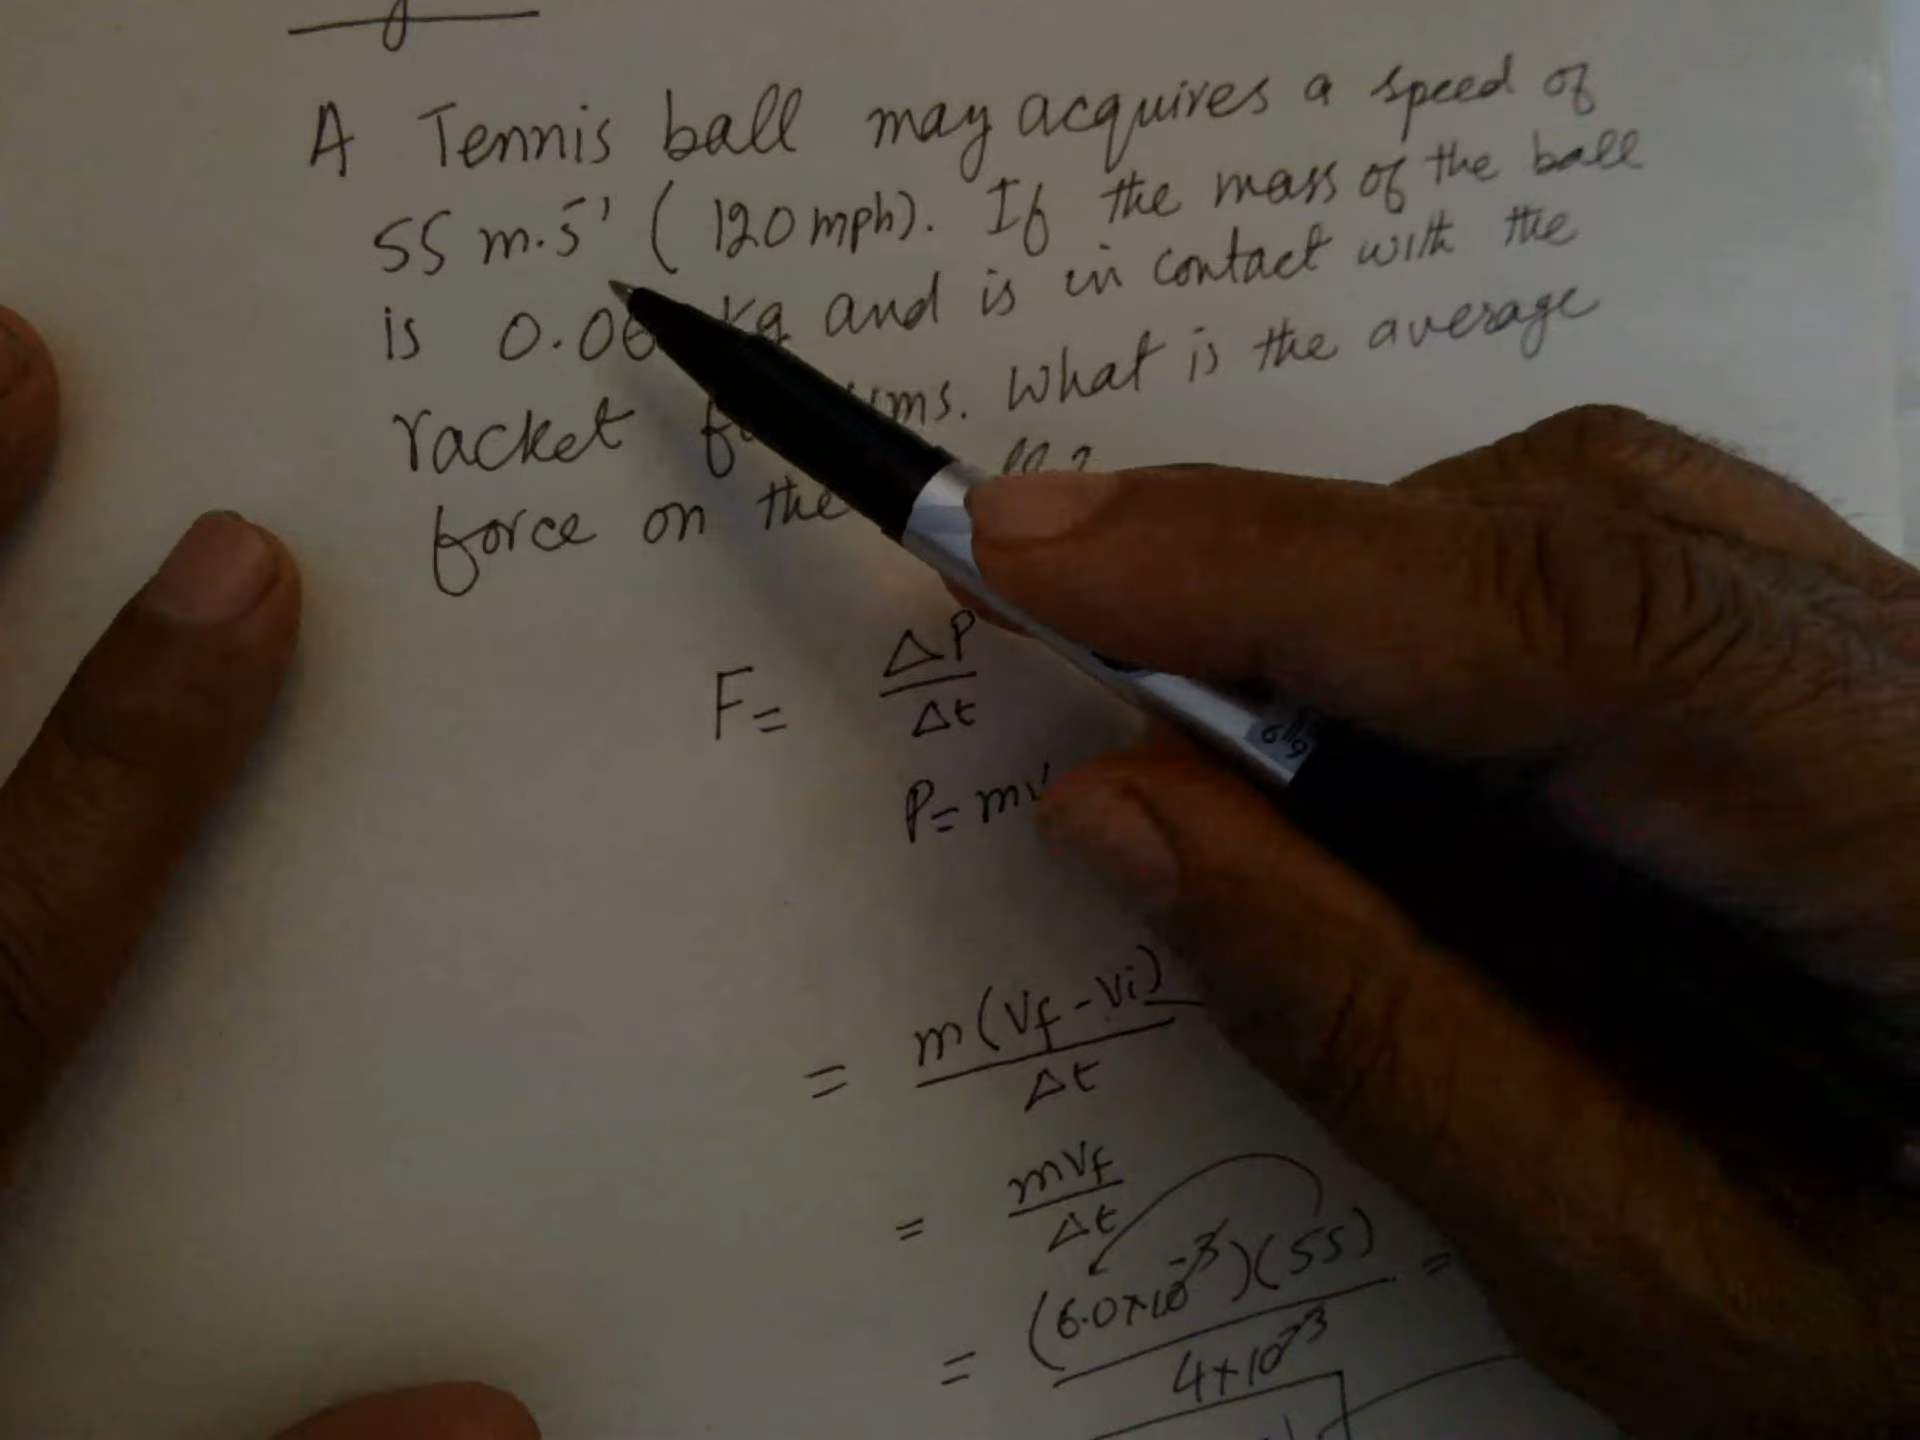 A Tennis ball may acquires a speed of
55 m.s⁻¹ (120 mph). If the mass of the ball
is 0.06 kg and is in contact with the
racket ms. What is the average
force on the
F = ΔP/Δt
P = mv
= m(Vf - Vi)/Δt
= mVf/Δt
= (6.0×10⁻³)(55)/4×10⁻³ =